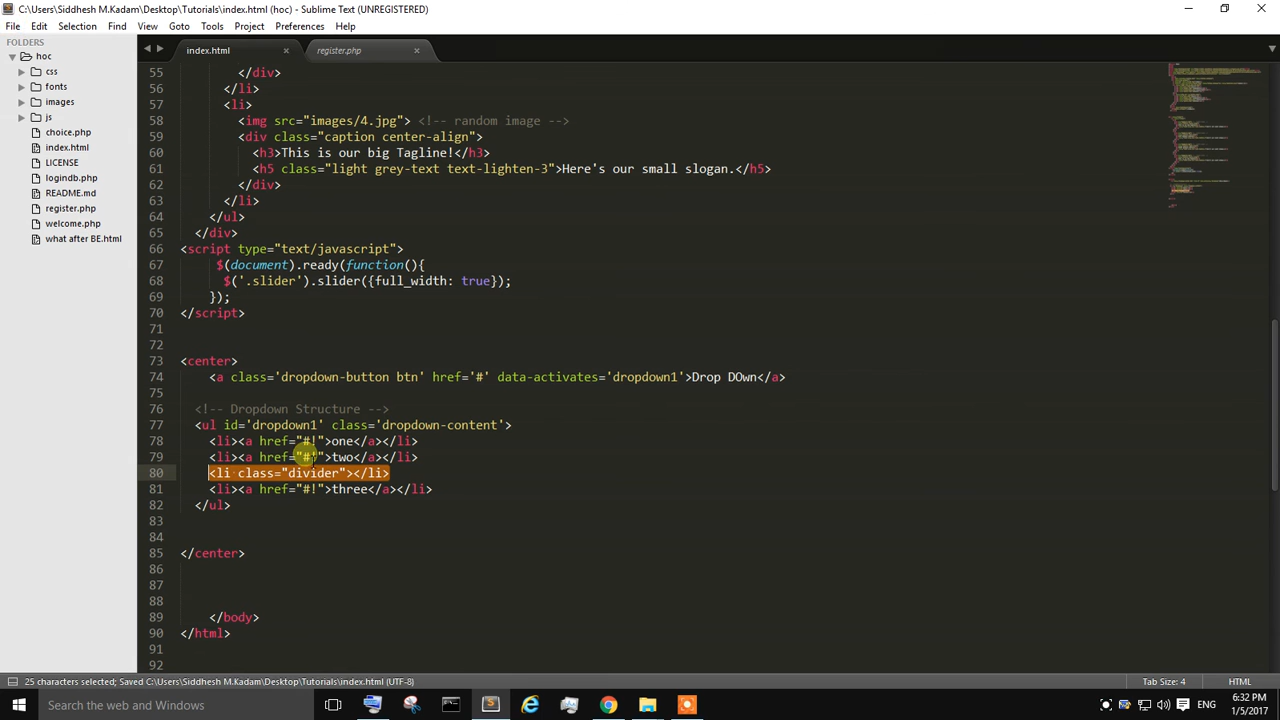 C:\Users\Siddhesh M.Kadam\Desktop\Tutorials\index.html (hoc) - Sublime Text (UNREGISTERED)
File Edit Selection Find View Goto Tools Project Preferences Help
FOLDERS
hoc
css
fonts
images
js
choice.php
index.html
LICENSE
logindb.php
README.md
register.php
welcome.php
what after BE.html
index.html register.php
55 </div>
56 </li>
57 <li>
58 <img src="images/4.jpg"> <!-- random image -->
59 <div class="caption center-align">
60 <h3>This is our big Tagline!</h3>
61 <h5 class="light grey-text text-lighten-3">Here's our small slogan.</h5>
62 </div>
63 </li>
64 </ul>
65 </div>
66 <script type="text/javascript">
67 $(document).ready(function(){
68 $('.slider').slider({full_width: true});
69 });
70 </script>
71
72
73 <center>
74 <a class='dropdown-button btn' href='#' data-activates='dropdown1'>Drop DOwn</a>
75
76 <!-- Dropdown Structure -->
77 <ul id='dropdown1' class='dropdown-content'>
78 <li><a href="#!">one</a></li>
79 <li><a href="#!">two</a></li>
80 <li class="divider"></li>
81 <li><a href="#!">three</a></li>
82 </ul>
83
84
85 </center>
86
87
88
89 </body>
90 </html>
91
92
25 characters selected; Saved C:\Users\Siddhesh M.Kadam\Desktop\Tutorials\index.html (UTF-8) Tab Size: 4 HTML
Search the web and Windows
ENG
6:32 PM
1/5/2017